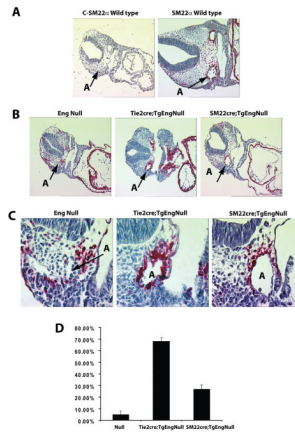 A
C-SM22α Wild type
SM22α Wild type
A
A
B
Eng Null
Tie2cre;TgEngNull
SM22cre;TgEngNull
A
A
A
C
Eng Null
Tie2cre;TgEngNull
SM22cre;TgEngNull
A
A
A
D
80.00%
70.00%
60.00%
50.00%
40.00%
30.00%
20.00%
10.00%
0.00%
Null
Tie2cre;TgEngNull
SM22cre;TgEngNull